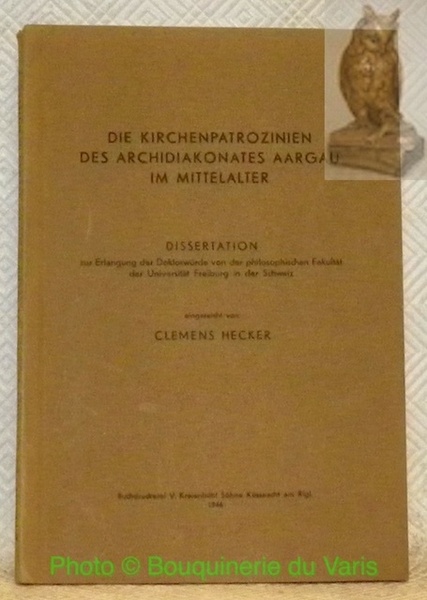 DIE KIRCHENPATROZINIEN
DES ARCHIDIAKONATES AARGAU
IM MITTELALTER
DISSERTATION
zur Erlangung der Doktorwürde von der philosophischen Fakultät
der Universität Freiburg in der Schweiz
eingereicht von
CLEMENS HECKER
Buchdruckerei V. Kreienbühl Söhne Küssnacht am Rigi
1946
Photo © Bouquinerie du Varis